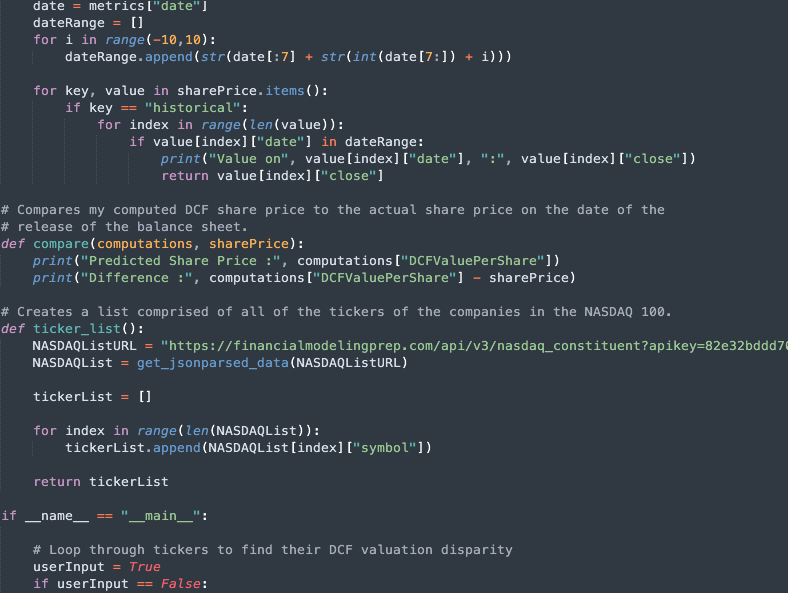 date = metrics["date"]
dateRange = []
for i in range(-10,10):
dateRange.append(str(date[:7] + str(int(date[7:]) + i)))
for key, value in sharePrice.items():
if key == "historical":
for index in range(len(value)):
if value[index]["date"] in dateRange:
print("Value on", value[index]["date"], ":", value[index]["close"])
return value[index]["close"]
# Compares my computed DCF share price to the actual share price on the date of the
# release of the balance sheet.
def compare(computations, sharePrice):
print("Predicted Share Price :", computations["DCFValuePerShare"])
print("Difference :", computations["DCFValuePerShare"] - sharePrice)
# Creates a list comprised of all of the tickers of the companies in the NASDAQ 100.
def ticker_list():
NASDAQListURL = "https://financialmodelingprep.com/api/v3/nasdaq_constituent?apikey=82e32bddd70
NASDAQList = get_jsonparsed_data(NASDAQListURL)
tickerList = []
for index in range(len(NASDAQList)):
tickerList.append(NASDAQList[index]["symbol"])
return tickerList
if __name__ == "__main__":
# Loop through tickers to find their DCF valuation disparity
userInput = True
if userInput == False: